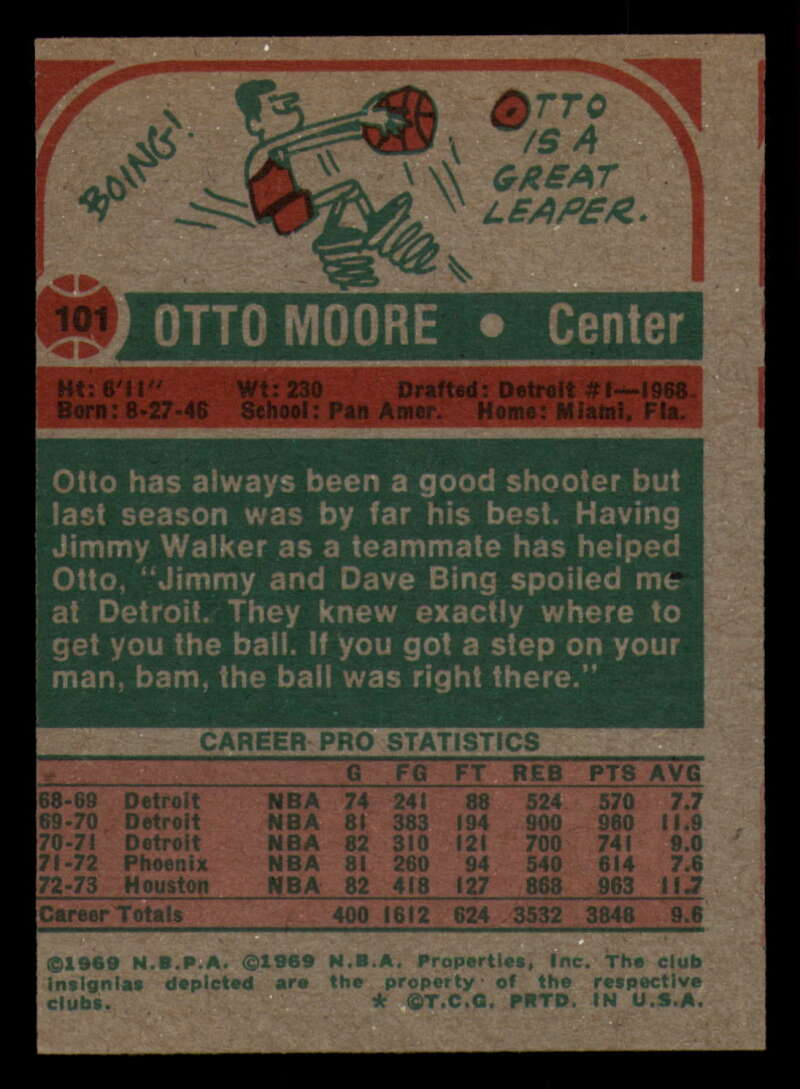 BOING!
OTTO
IS A
GREAT
LEAPER.
101 OTTO MOORE • Center
Ht: 6'11" Wt: 230 Drafted: Detroit #1—1968
Born: 8-27-46 School: Pan Amer. Home: Miami, Fla.
Otto has always been a good shooter but
last season was by far his best. Having
Jimmy Walker as a teammate has helped
Otto, "Jimmy and Dave Bing spoiled me
at Detroit. They knew exactly where to
get you the ball. If you got a step on your
man, bam, the ball was right there."
CAREER PRO STATISTICS
G FG FT REB PTS AVG
68-69 Detroit NBA 74 241 88 524 570 7.7
69-70 Detroit NBA 81 383 194 900 960 11.9
70-71 Detroit NBA 82 310 121 700 741 9.0
71-72 Phoenix NBA 81 260 94 540 614 7.6
72-73 Houston NBA 82 418 127 868 963 11.7
Career Totals 400 1612 624 3532 3848 9.6
©1969 N.B.P.A. ©1969 N.B.A. Properties, Inc. The club
insignias depicted are the property of the respective
clubs. * ©T.C.G. PRTD. IN U.S.A.